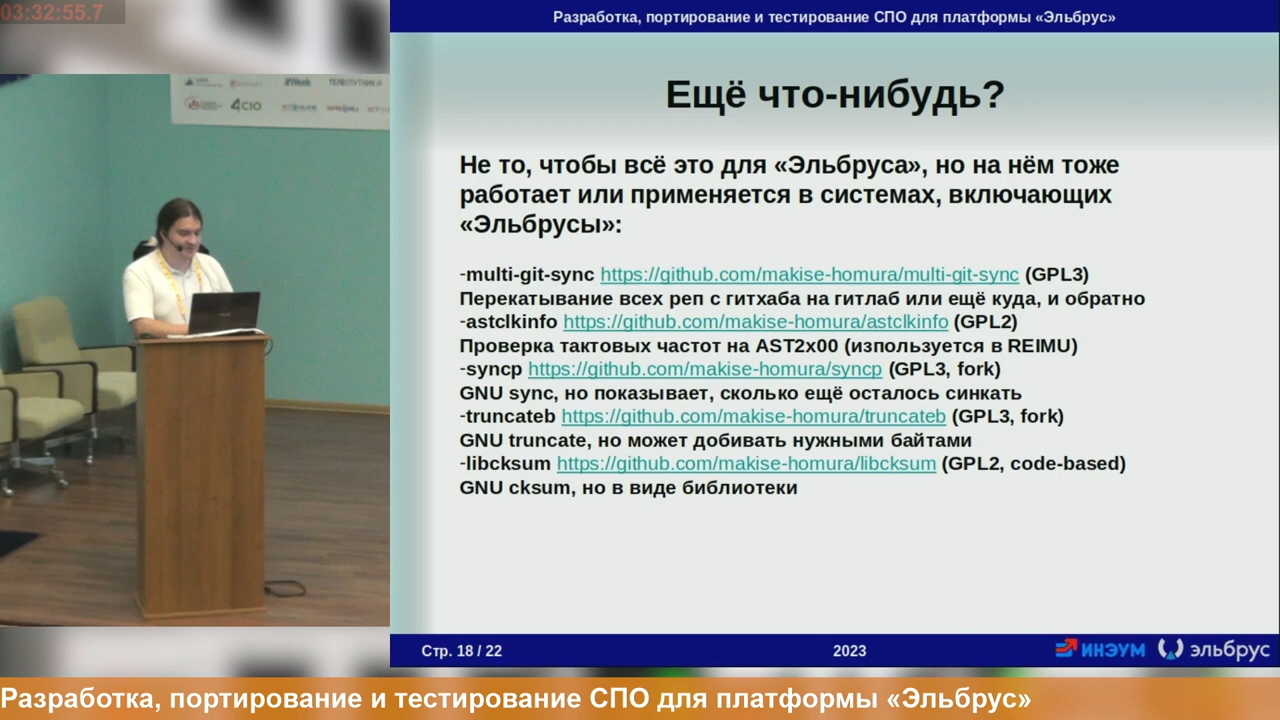 03:32:55.7
ТЕЛЕСПУТНИК
4CIO
Разработка, портирование и тестирование СПО для платформы «Эльбрус»
Ещё что-нибудь?
Не то, чтобы всё это для «Эльбруса», но на нём тоже
работает или применяется в системах, включающих
«Эльбрусы»:
-multi-git-sync https://github.com/makise-homura/multi-git-sync (GPL3)
Перекатывание всех реп с гитхаба на гитлаб или ещё куда, и обратно
-astclkinfo https://github.com/makise-homura/astclkinfo (GPL2)
Проверка тактовых частот на AST2x00 (изпользуется в REIMU)
-syncp https://github.com/makise-homura/syncp (GPL3, fork)
GNU sync, но показывает, сколько ещё осталось синкать
-truncateb https://github.com/makise-homura/truncateb (GPL3, fork)
GNU truncate, но может добивать нужными байтами
-libcksum https://github.com/makise-homura/libcksum (GPL2, code-based)
GNU cksum, но в виде библиотеки
Стр. 18 / 22
2023
ИНЭУМ
эльбрус
Разработка, портирование и тестирование СПО для платформы «Эльбрус»